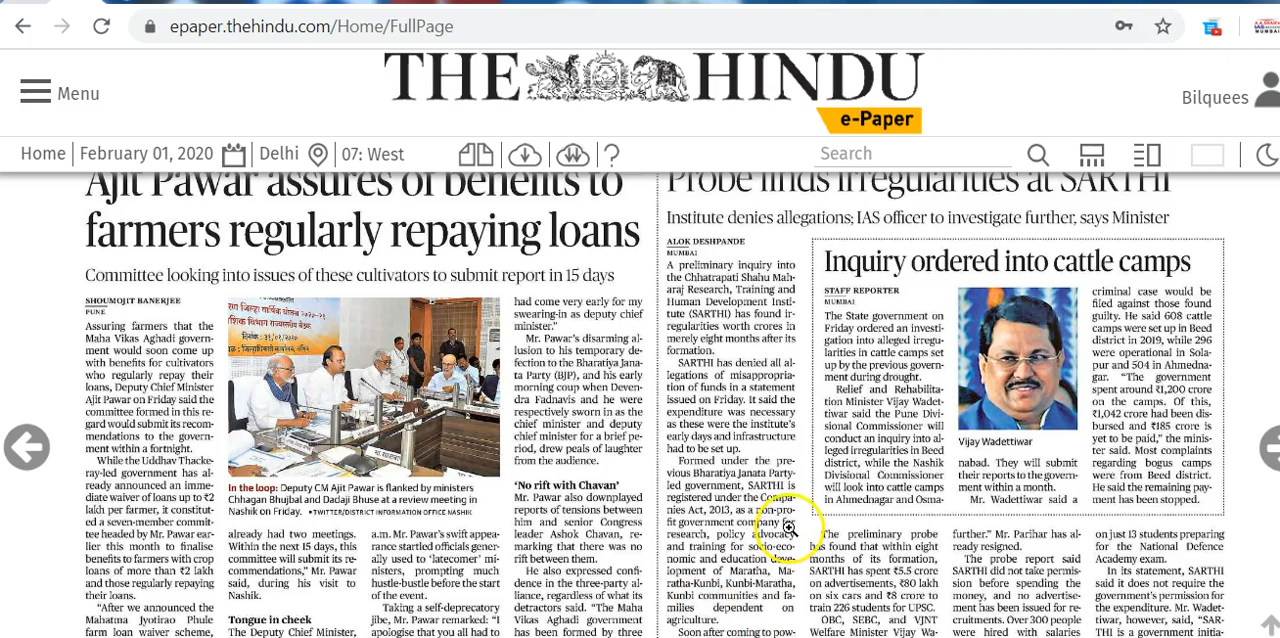 epaper.thehindu.com/Home/FullPage
Menu
THE HINDU
e-Paper
Bilquees
Home
February 01, 2020
Delhi
07: West
?
Search
Ajit Pawar assures of benefits to
farmers regularly repaying loans
Committee looking into issues of these cultivators to submit report in 15 days
SHOUMOJIT BANERJEE
PUNE
Assuring farmers that the
Maha Vikas Aghadi govern-
ment would soon come up
with benefits for cultivators
who regularly repay their
loans, Deputy Chief Minister
Ajit Pawar on Friday said the
committee formed in this re-
gard would submit its recom-
mendations to the govern-
ment within a fortnight.
While the Uddhav Thacke-
ray-led government has al-
ready announced an imme-
diate waiver of loans up to ₹2
lakh per farmer, it constitut-
ed a seven-member commit-
tee headed by Mr. Pawar ear-
lier this month to finalise
benefits to farmers with crop
loans of more than ₹2 lakh
and those regularly repaying
their loans.
“After we announced the
Mahatma Jyotirao Phule
farm loan waiver scheme,
In the loop: Deputy CM Ajit Pawar is flanked by ministers
Chhagan Bhujbal and Dadaji Bhuse at a review meeting in
Nashik on Friday. •TWITTER/DISTRICT INFORMATION OFFICE NASHIK
already had two meetings.
Within the next 15 days, this
committee will submit its re-
commendations,” Mr. Pawar
said, during his visit to
Nashik.
Tongue in cheek
The Deputy Chief Minister,
a.m. Mr. Pawar’s swift appea-
rance startled officials gener-
ally used to ‘latecomer’ mi-
nisters, prompting much
hustle-bustle before the start
of the event.
Taking a self-deprecatory
jibe, Mr. Pawar remarked: “I
apologise that you all had to
had come very early for my
swearing-in as deputy chief
minister.”
Mr. Pawar’s disarming al-
lusion to his temporary de-
fection to the Bharatiya Jana-
ta Party (BJP), and his early
morning coup when Deven-
dra Fadnavis and he were
respectively sworn in as the
chief minister and deputy
chief minister for a brief pe-
riod, drew peals of laughter
from the audience.
‘No rift with Chavan’
Mr. Pawar also downplayed
reports of tensions between
him and senior Congress
leader Ashok Chavan, re-
marking that there was no
rift between them.
He also expressed confi-
dence in the three-party al-
liance, regardless of what its
detractors said. “The Maha
Vikas Aghadi government
has been formed by three
Probe finds irregularities at SARTHI
Institute denies allegations; IAS officer to investigate further, says Minister
ALOK DESHPANDE
MUMBAI
A preliminary inquiry into
the Chhatrapati Shahu Mah-
araj Research, Training and
Human Development Insti-
tute (SARTHI) has found ir-
regularities worth crores in
merely eight months after its
formation.
SARTHI has denied all al-
legations of misappropria-
tion of funds in a statement
issued on Friday. It said the
expenditure was necessary
as these were the institute’s
early days and infrastructure
had to be set up.
Formed under the pre-
vious Bharatiya Janata Party-
led government, SARTHI is
registered under the Compa-
nies Act, 2013, as a non-pro-
fit government company for
research, policy advocacy
and training for socio-eco-
nomic and education deve-
lopment of Maratha, Ma-
ratha-Kunbi, Kunbi-Maratha,
Kunbi communities and fa-
milies dependent on
agriculture.
Soon after coming to pow-
Inquiry ordered into cattle camps
STAFF REPORTER
MUMBAI
The State government on
Friday ordered an investi-
gation into alleged irregu-
larities in cattle camps set
up by the previous govern-
ment during drought.
Relief and Rehabilita-
tion Minister Vijay Wadet-
tiwar said the Pune Divi-
sional Commissioner will
conduct an inquiry into al-
leged irregularities in Beed
district, while the Nashik
Divisional Commissioner
will look into cattle camps
in Ahmednagar and Osma-
Vijay Wadettiwar
nabad. They will submit
their reports to the govern-
ment within a month.
Mr. Wadettiwar said a
criminal case would be
filed against those found
guilty. He said 608 cattle
camps were set up in Beed
district in 2019, while 296
were operational in Sola-
pur and 504 in Ahmedna-
gar. “The government
spent around ₹1,200 crore
on the camps. Of this,
₹1,042 crore had been dis-
bursed and ₹185 crore is
yet to be paid,” the minis-
ter said. Most complaints
regarding bogus camps
were from Beed district.
He said the remaining pay-
ment has been stopped.
The preliminary probe
has found that within eight
months of its formation,
SARTHI has spent ₹5.5 crore
on advertisements, ₹80 lakh
on six cars and ₹8 crore to
train 226 students for UPSC.
OBC, SEBC, and VJNT
Welfare Minister Vijay Wa-
further.” Mr. Parihar has al-
ready resigned.
The probe report said
SARTHI did not take permis-
sion before spending the
money, and no advertise-
ment has been issued for re-
cruitments. Over 300 people
were hired with salaries
on just 13 students preparing
for the National Defence
Academy exam.
In its statement, SARTHI
said it does not require the
government’s permission for
the expenditure. Mr. Wadet-
tiwar, however, said, “SAR-